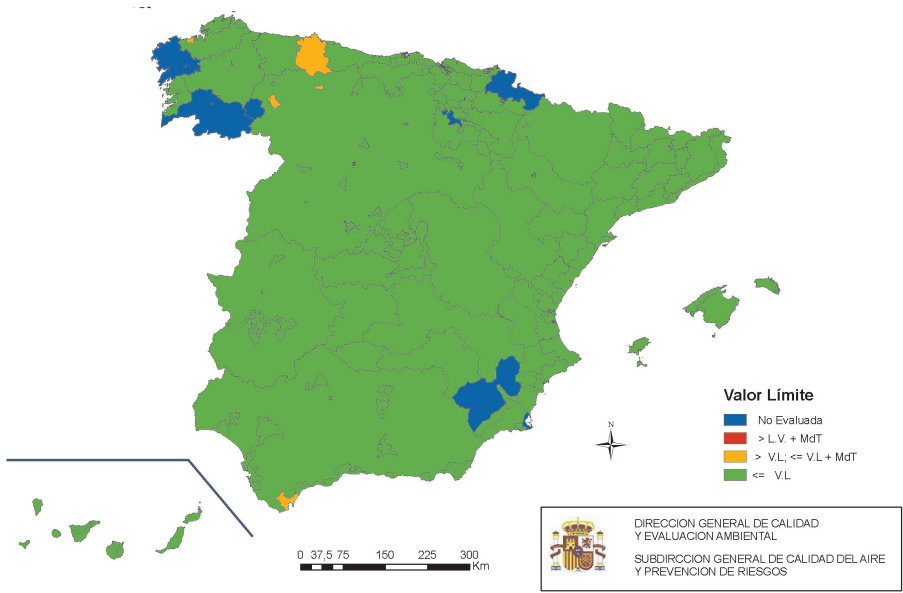 Valor Límite
No Evaluada
> L.V. + MdT
> V.L; <= V.L + MdT
<= V.L
N
0 37,5 75 150 225 300
Km
DIRECCION GENERAL DE CALIDAD
Y EVALUACION AMBIENTAL
SUBDIRCCION GENERAL DE CALIDAD DEL AIRE
Y PREVENCION DE RIESGOS